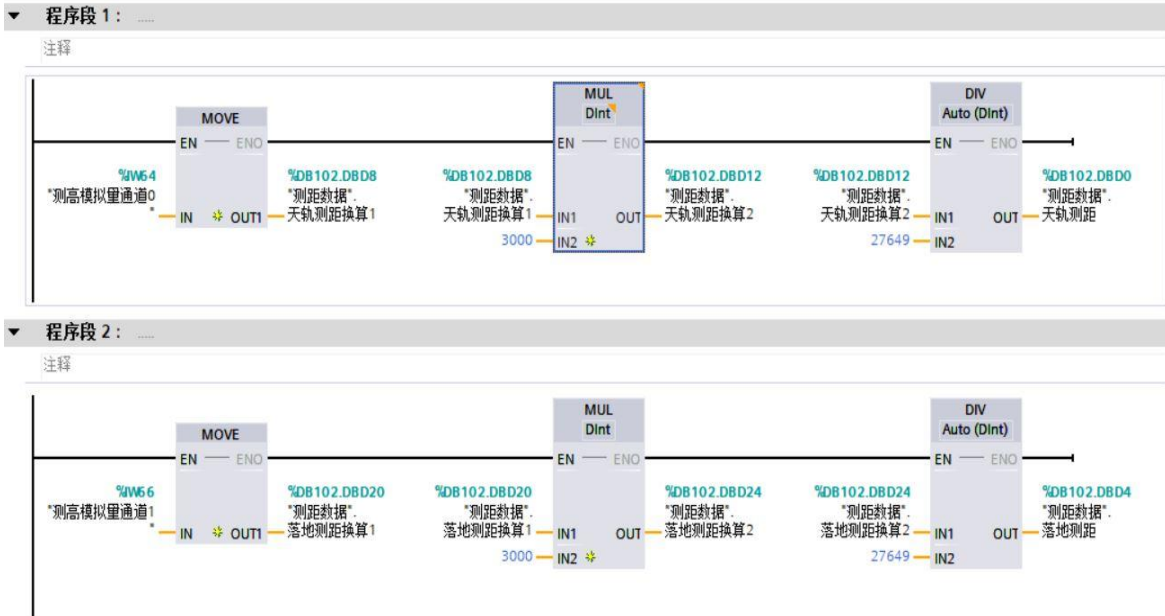 程序段 1： .....
注释
MOVE
EN ENO
%IW64
"测高模拟量通道0
"
IN OUT1
%DB102.DBD8
"测距数据".
天轨测距换算1
MUL
DInt
EN ENO
%DB102.DBD8
"测距数据".
天轨测距换算1
IN1 OUT
3000
IN2
%DB102.DBD12
"测距数据".
天轨测距换算2
DIV
Auto (DInt)
EN ENO
%DB102.DBD12
"测距数据".
天轨测距换算2
IN1 OUT
27649
IN2
%DB102.DBD0
"测距数据".
天轨测距
程序段 2： .....
注释
MOVE
EN ENO
%IW66
"测高模拟量通道1
"
IN OUT1
%DB102.DBD20
"测距数据".
落地测距换算1
MUL
DInt
EN ENO
%DB102.DBD20
"测距数据".
落地测距换算1
IN1 OUT
3000
IN2
%DB102.DBD24
"测距数据".
落地测距换算2
DIV
Auto (DInt)
EN ENO
%DB102.DBD24
"测距数据".
落地测距换算2
IN1 OUT
27649
IN2
%DB102.DBD4
"测距数据".
落地测距